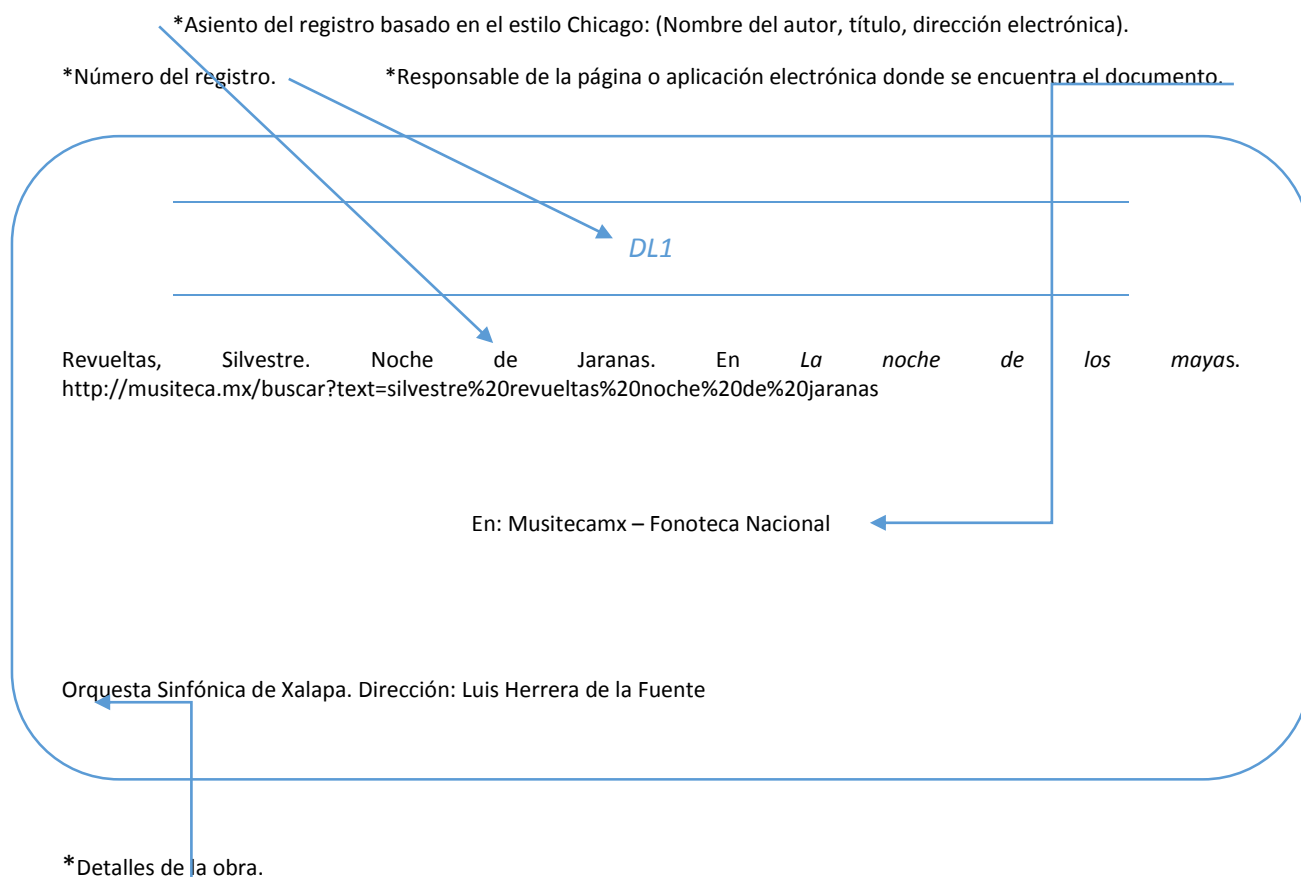 *Asiento del registro basado en el estilo Chicago: (Nombre del autor, título, dirección electrónica).
*Número del registro. *Responsable de la página o aplicación electrónica donde se encuentra el documento.
DL1
Revueltas, Silvestre. Noche de Jaranas. En La noche de los mayas.
http://musiteca.mx/buscar?text=silvestre%20revueltas%20noche%20de%20jaranas
En: Musitecamx – Fonoteca Nacional
Orquesta Sinfónica de Xalapa. Dirección: Luis Herrera de la Fuente
*Detalles de la obra.